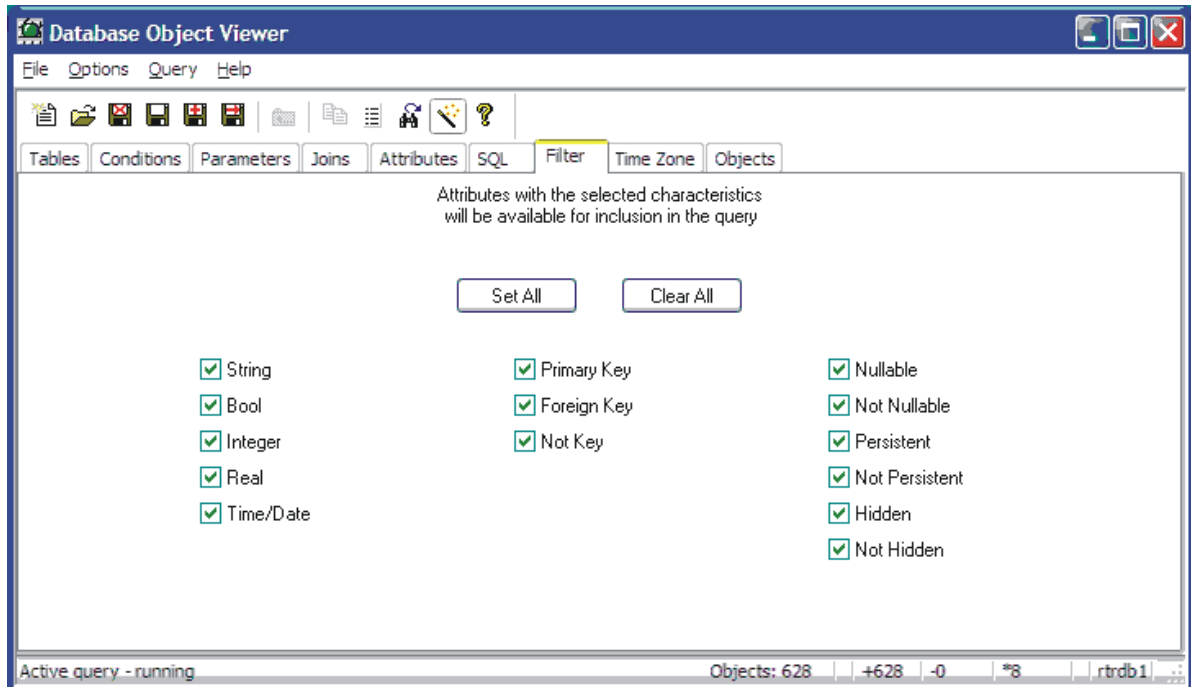 Database Object Viewer
File Options Query Help
Tables Conditions Parameters Joins Attributes SQL Filter Time Zone Objects
Attributes with the selected characteristics
will be available for inclusion in the query
Set All Clear All
String Primary Key Nullable
Bool Foreign Key Not Nullable
Integer Not Key Persistent
Real Not Persistent
Time/Date Hidden
Not Hidden
Active query - running Objects: 628 +628 -0 *8 rtrdb1